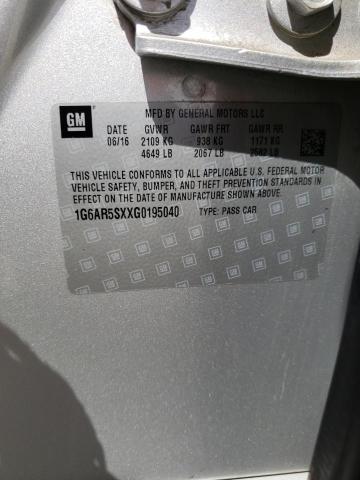 GM
MFD BY GENERAL MOTORS LLC
DATE GVWR GAWR FRT GAWR RR
06/16 2109 KG 938 KG 1171 KG
4649 LB 2067 LB 2582 LB
THIS VEHICLE CONFORMS TO ALL APPLICABLE U.S. FEDERAL MOTOR
VEHICLE SAFETY, BUMPER, AND THEFT PREVENTION STANDARDS IN
EFFECT ON THE DATE OF MANUFACTURE SHOWN ABOVE.
1G6AR5SXXG0195040 TYPE: PASS CAR